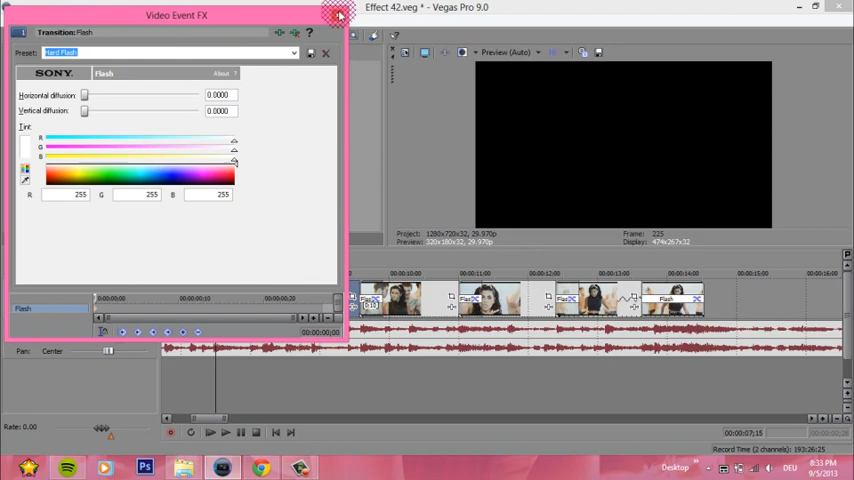 Video Event FX
Effect 42.veg * - Vegas Pro 9.0
1 Transition: Flash
Preset: Hard Flash
SONY. Flash About ?
Horizontal diffusion: 0.0000
Vertical diffusion: 0.0000
Tint:
R
G
B
R 255 G 255 B 255
Preview (Auto)
Project: 1280x720x32, 29.970p
Preview: 320x180x32, 29.970p
Frame: 225
Display: 474x267x32
00:00:10:00 00:00:11:00 00:00:12:00 00:00:13:00 00:00:14:00 00:00:15:00 00:00:16:00
Flash
00:00:00:00 00:00:00:10 00:00:00:20
Flash
00:00:00;00
Pan: Center
Rate: 0.00
00:00:07;15
Record Time (2 channels): 193:26:25
Ps
Desktop
DEU
8:33 PM
9/5/2013